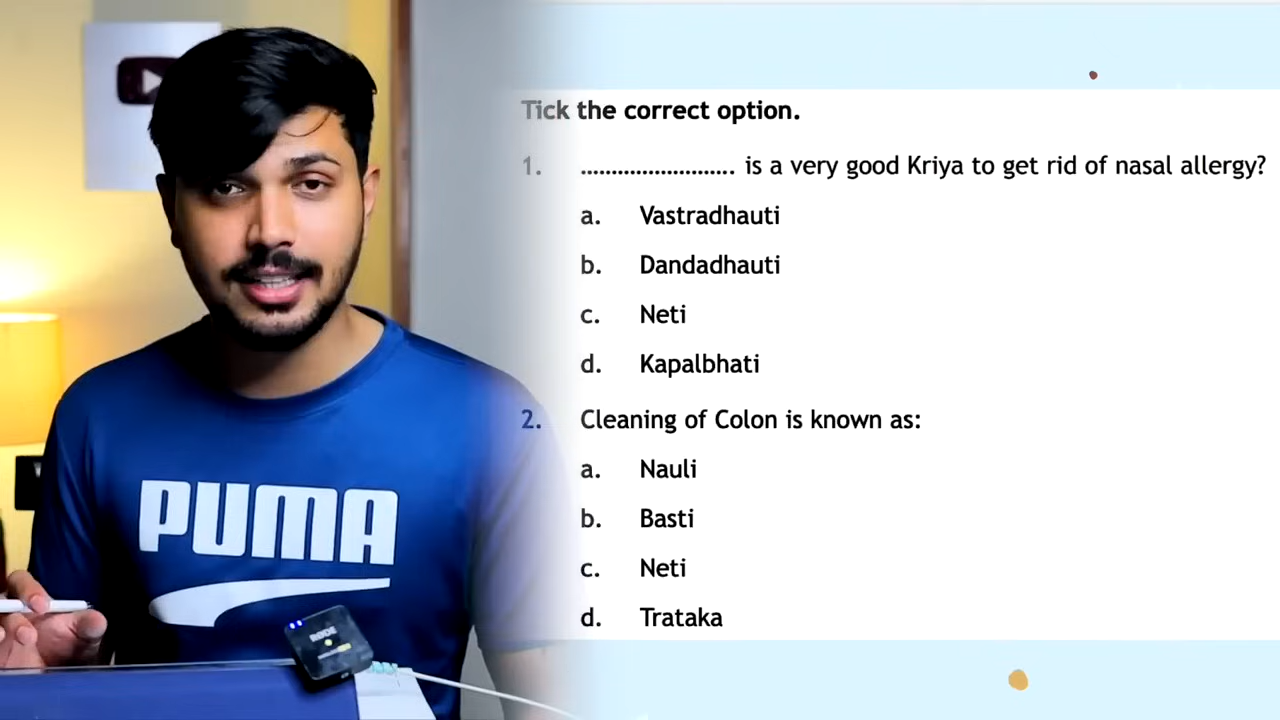 Tick the correct option.
1. ......................... is a very good Kriya to get rid of nasal allergy?
a. Vastradhauti
b. Dandadhauti
c. Neti
d. Kapalbhati
2. Cleaning of Colon is known as:
a. Nauli
b. Basti
c. Neti
d. Trataka
PUMA
RØDE